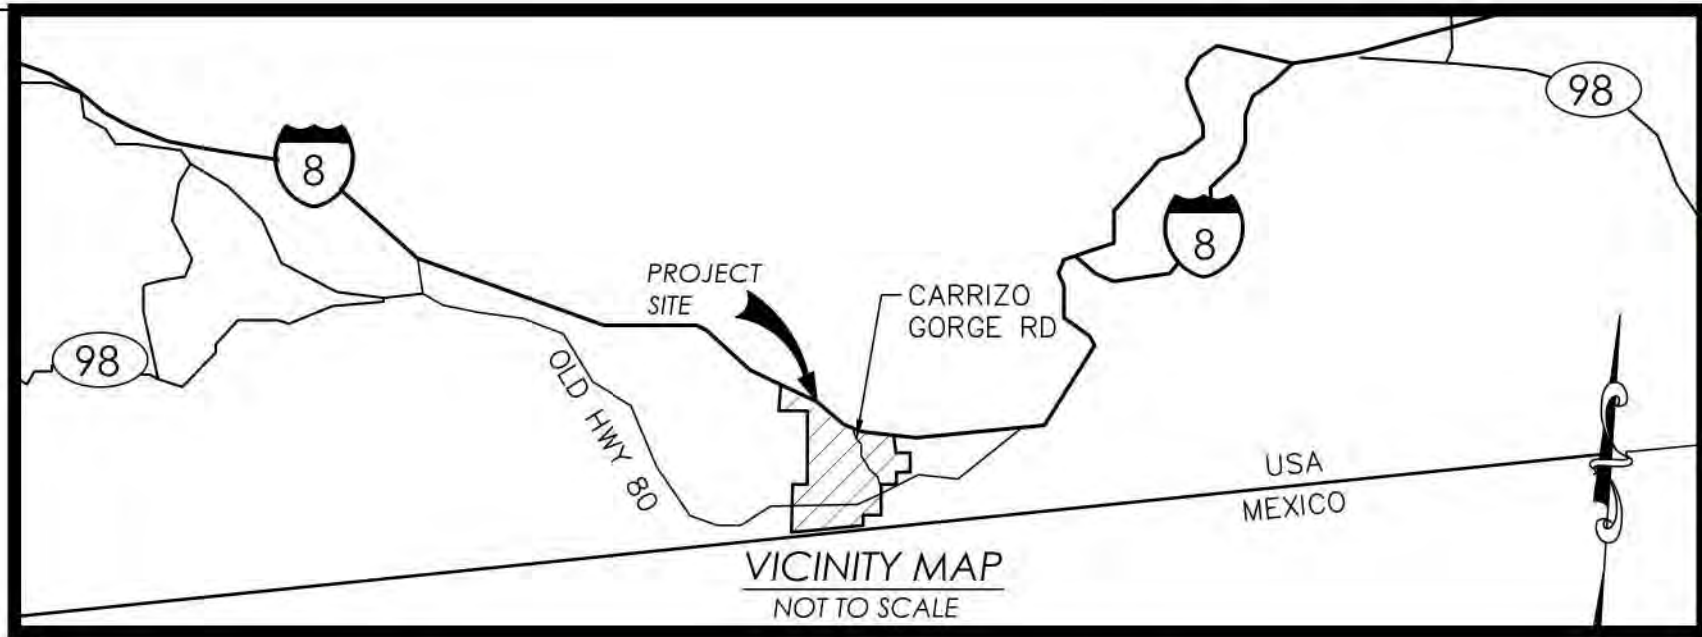 98
8
8
PROJECT
SITE
CARRIZO
GORGE RD
98
OLD HWY 80
USA
MEXICO
VICINITY MAP
NOT TO SCALE